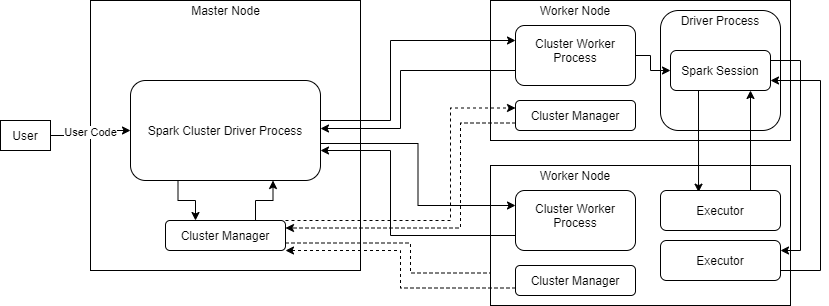 Master Node
Worker Node
Driver Process
Cluster Worker
Process
Spark Session
Cluster Manager
User
User Code
Spark Cluster Driver Process
Cluster Manager
Worker Node
Cluster Worker
Process
Executor
Executor
Cluster Manager